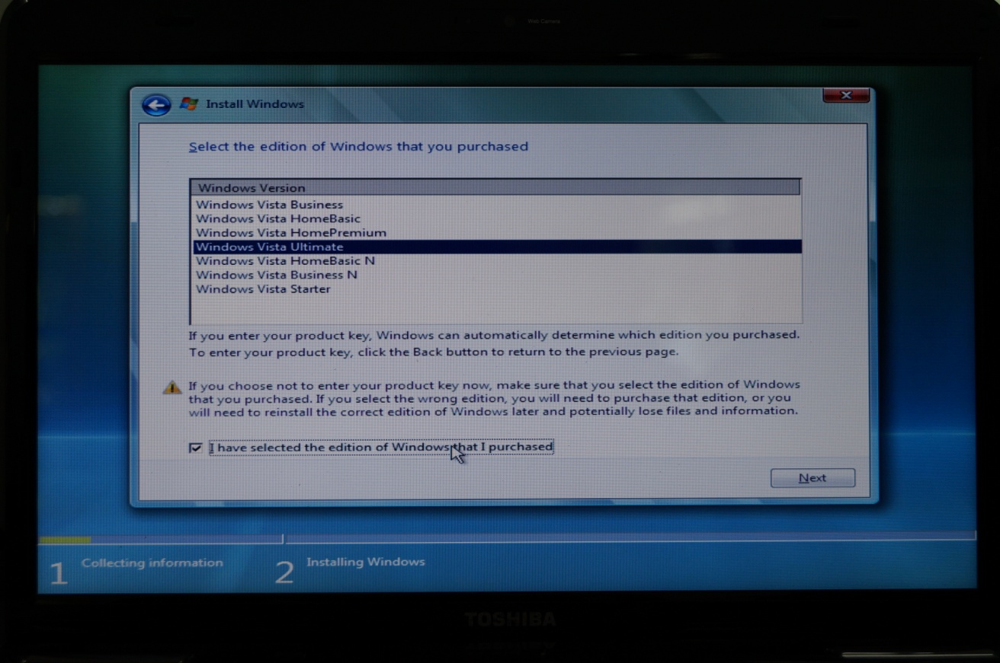 Web Camera
Install Windows
Select the edition of Windows that you purchased
Windows Version
Windows Vista Business
Windows Vista HomeBasic
Windows Vista HomePremium
Windows Vista Ultimate
Windows Vista HomeBasic N
Windows Vista Business N
Windows Vista Starter
If you enter your product key, Windows can automatically determine which edition you purchased.
To enter your product key, click the Back button to return to the previous page.
If you choose not to enter your product key now, make sure that you select the edition of Windows
that you purchased. If you select the wrong edition, you will need to purchase that edition, or you
will need to reinstall the correct edition of Windows later and potentially lose files and information.
I have selected the edition of Windows that I purchased
Next
1 Collecting information
2 Installing Windows
TOSHIBA